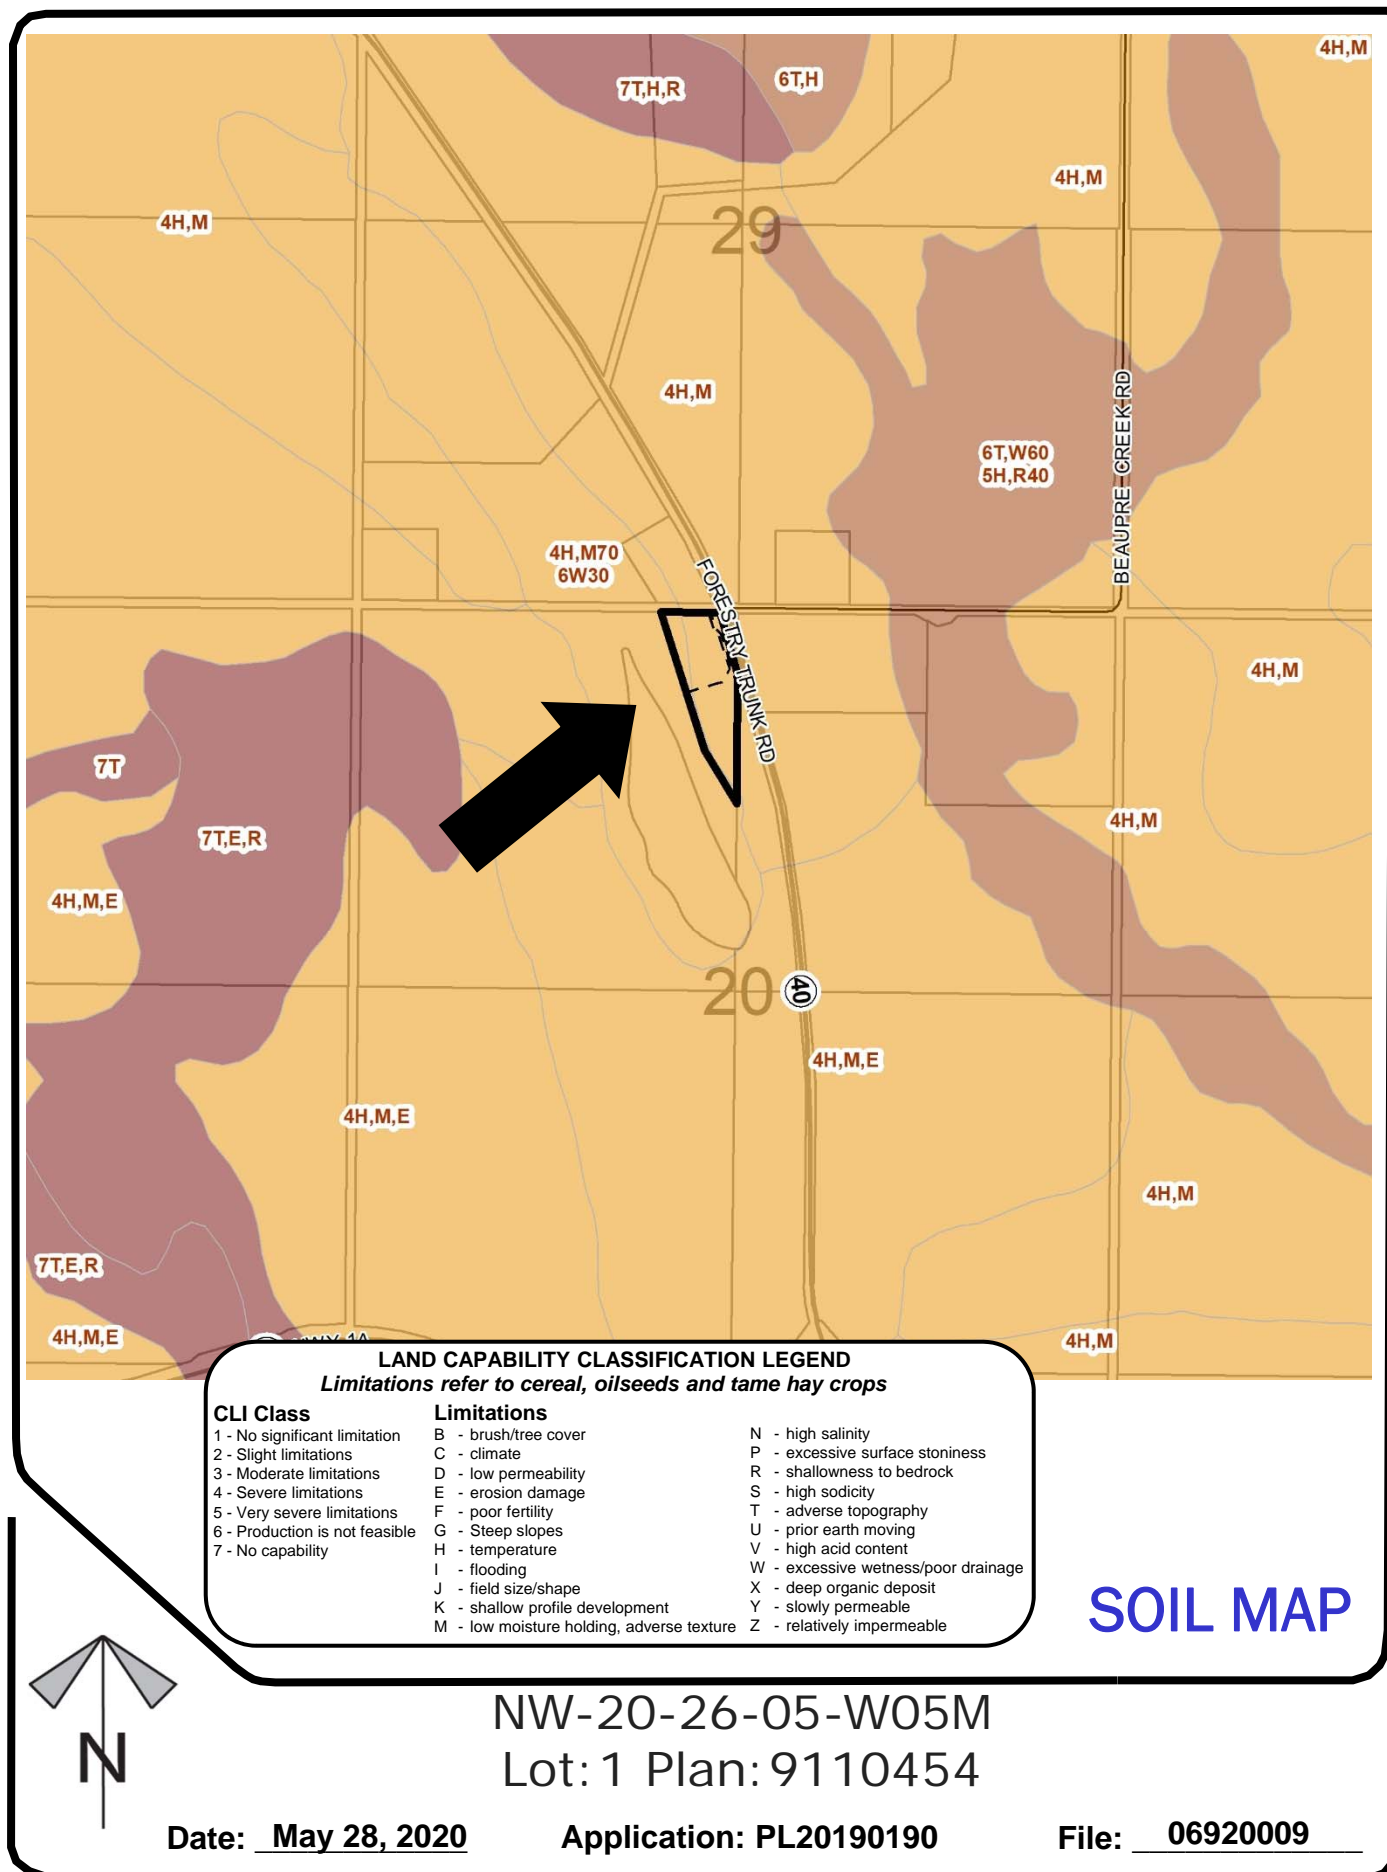 4H,M
7T,H,R
6T,H
4H,M
4H,M
29
4H,M
6T,W60
5H,R40
BEAUPRE CREEK RD
4H,M70
6W30
FORESTRY TRUNK RD
4H,M
7T
7T,E,R
4H,M
4H,M,E
20
40
4H,M,E
4H,M,E
4H,M
7T,E,R
4H,M,E
HWY 1A
4H,M
LAND CAPABILITY CLASSIFICATION LEGEND
Limitations refer to cereal, oilseeds and tame hay crops
CLI Class
1 - No significant limitation
2 - Slight limitations
3 - Moderate limitations
4 - Severe limitations
5 - Very severe limitations
6 - Production is not feasible
7 - No capability
Limitations
B - brush/tree cover
C - climate
D - low permeability
E - erosion damage
F - poor fertility
G - Steep slopes
H - temperature
I - flooding
J - field size/shape
K - shallow profile development
M - low moisture holding, adverse texture
N - high salinity
P - excessive surface stoniness
R - shallowness to bedrock
S - high sodicity
T - adverse topography
U - prior earth moving
V - high acid content
W - excessive wetness/poor drainage
X - deep organic deposit
Y - slowly permeable
Z - relatively impermeable
SOIL MAP
N
NW-20-26-05-W05M
Lot: 1 Plan: 9110454
Date: May 28, 2020 Application: PL20190190 File: 06920009